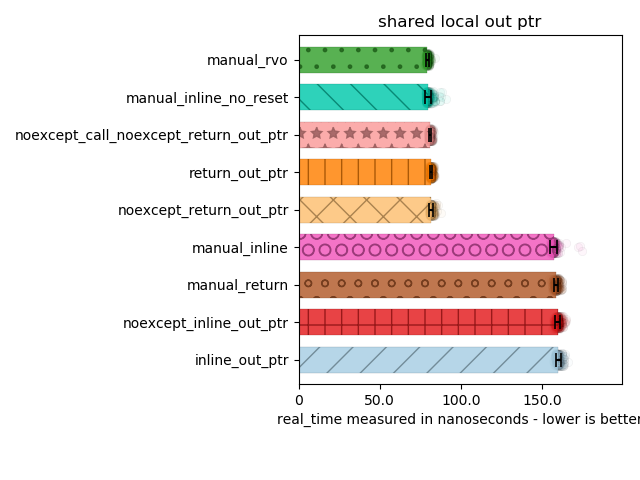 shared local out ptr
manual_rvo
manual_inline_no_reset
noexcept_call_noexcept_return_out_ptr
return_out_ptr
noexcept_return_out_ptr
manual_inline
manual_return
noexcept_inline_out_ptr
inline_out_ptr
0 50.0 100.0 150.0
real_time measured in nanoseconds - lower is better